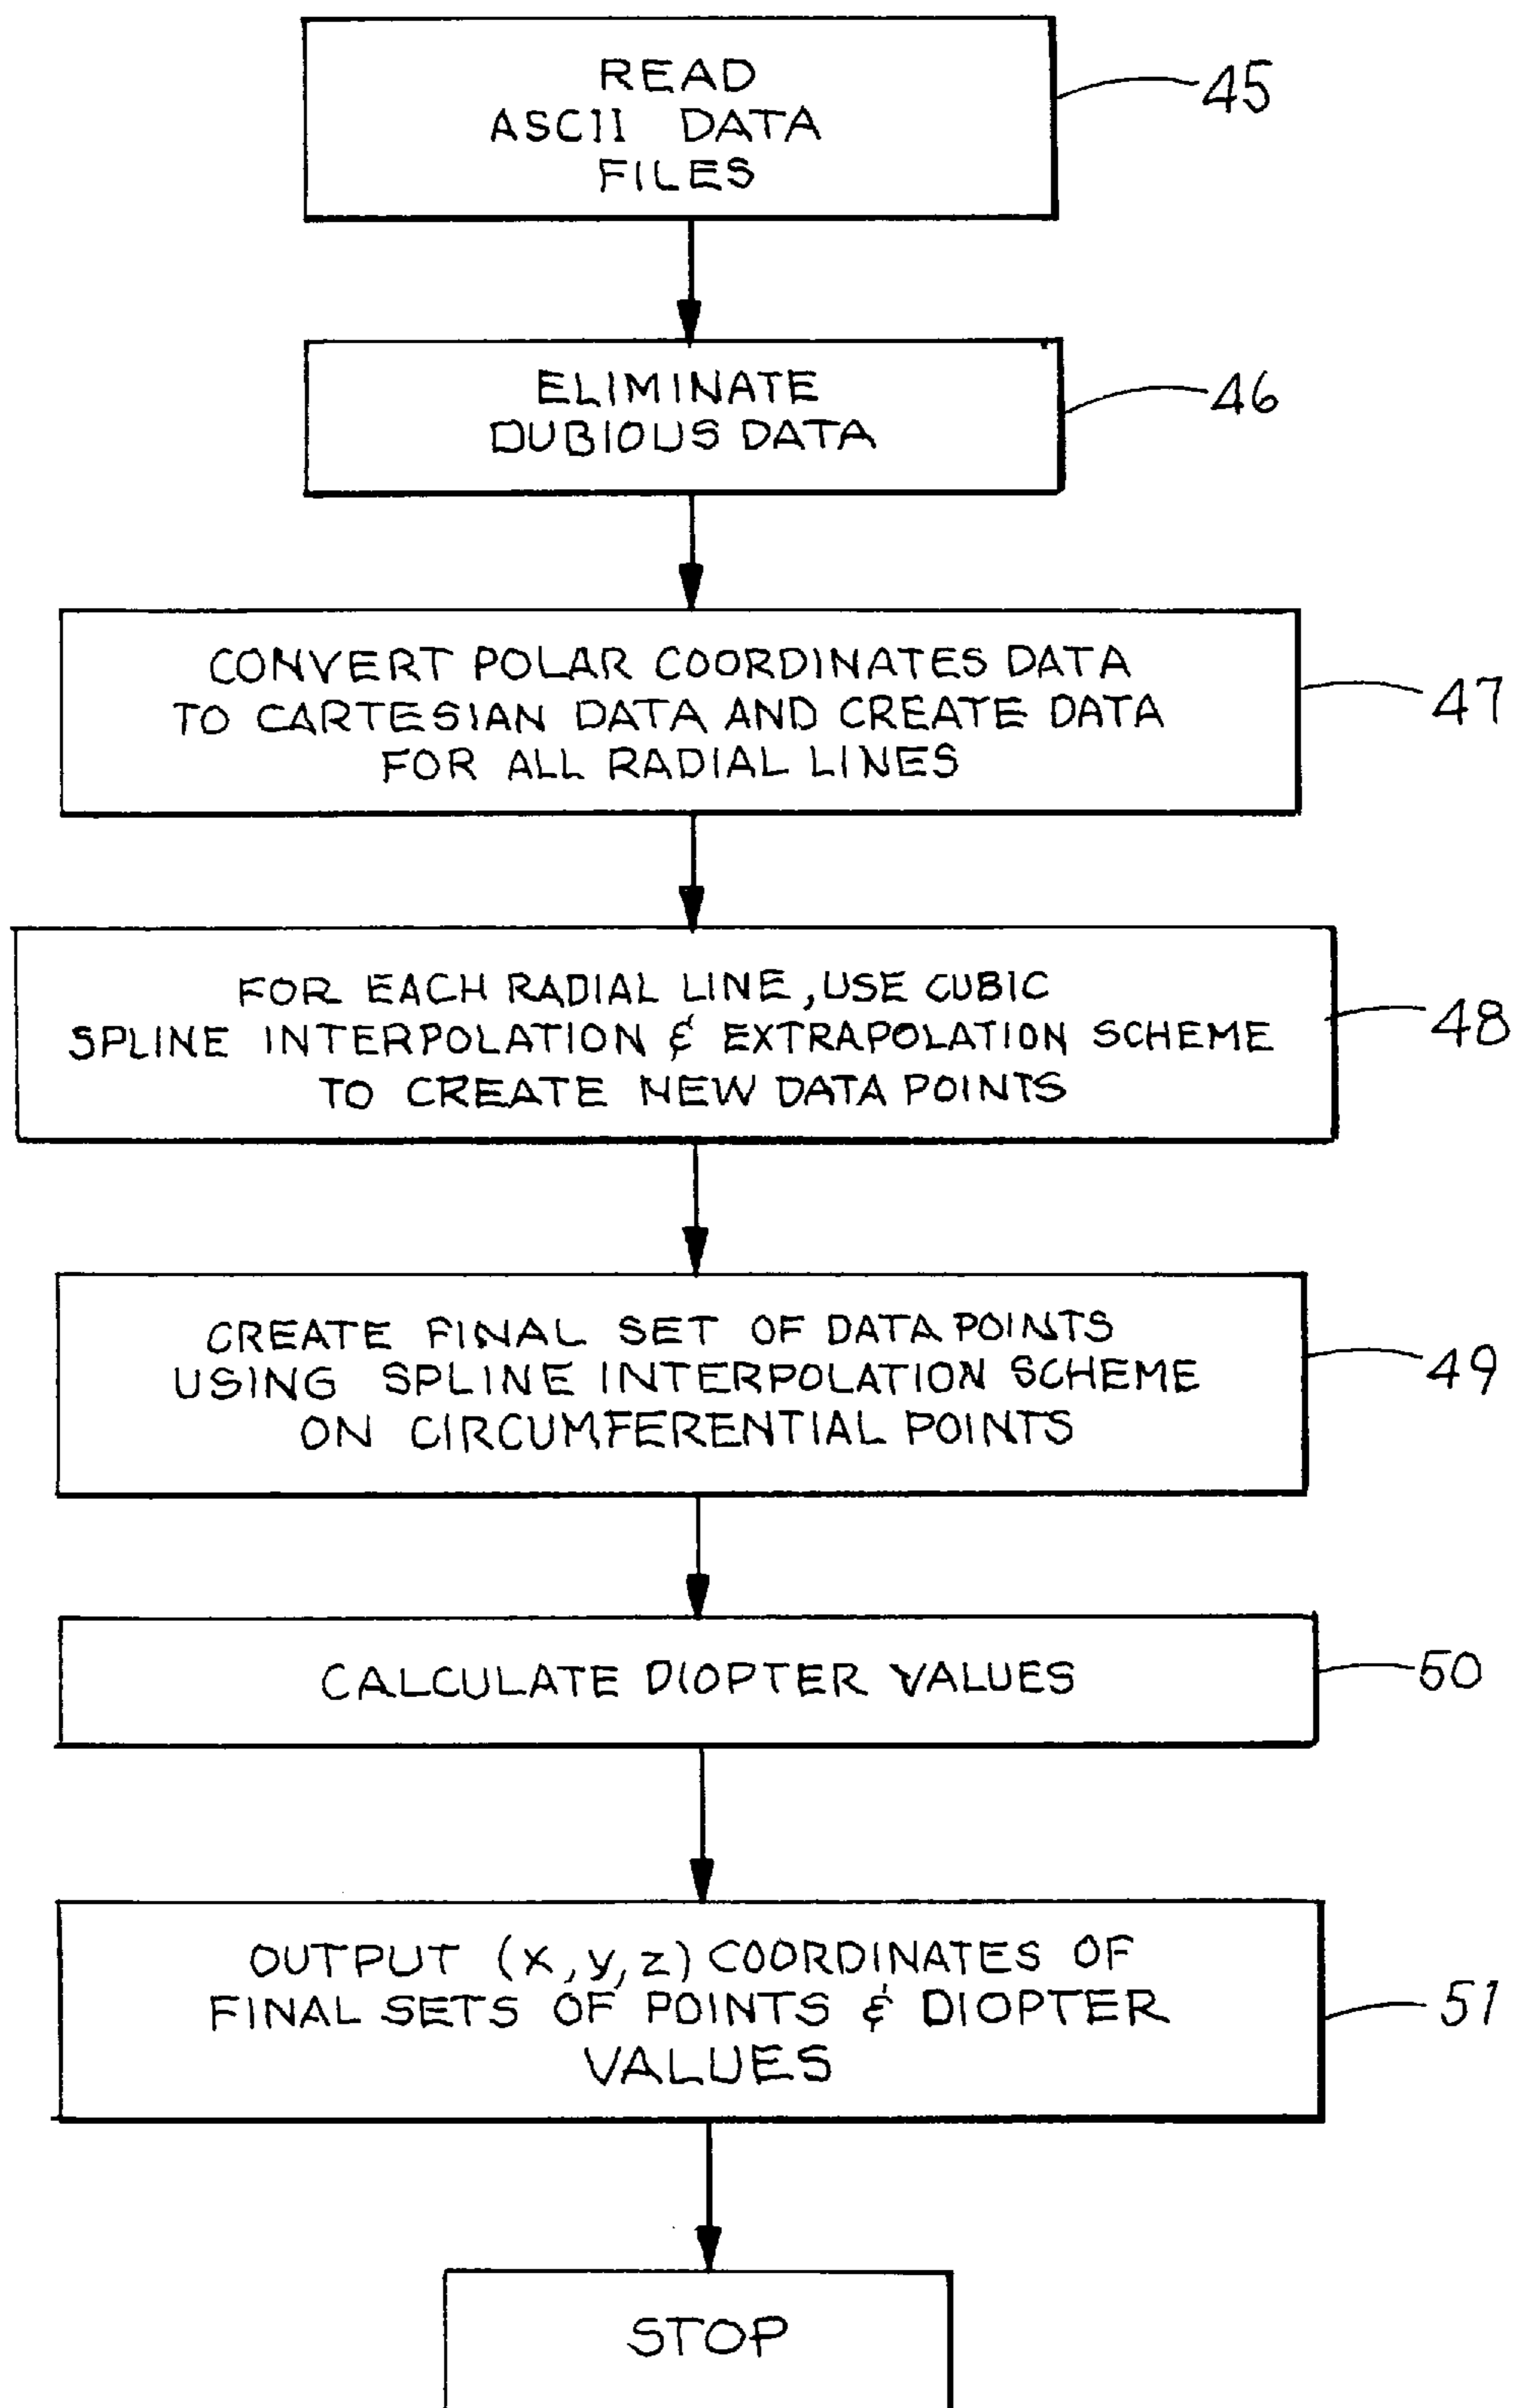 READ
ASCII DATA
FILES
45
ELIMINATE
DUBIOUS DATA
46
CONVERT POLAR COORDINATES DATA
TO CARTESIAN DATA AND CREATE DATA
FOR ALL RADIAL LINES
47
FOR EACH RADIAL LINE, USE CUBIC
SPLINE INTERPOLATION & EXTRAPOLATION SCHEME
TO CREATE NEW DATA POINTS
48
CREATE FINAL SET OF DATA POINTS
USING SPLINE INTERPOLATION SCHEME
ON CIRCUMFERENTIAL POINTS
49
CALCULATE DIOPTER VALUES
50
OUTPUT (x, y, z) COORDINATES OF
FINAL SETS OF POINTS & DIOPTER
VALUES
51
STOP